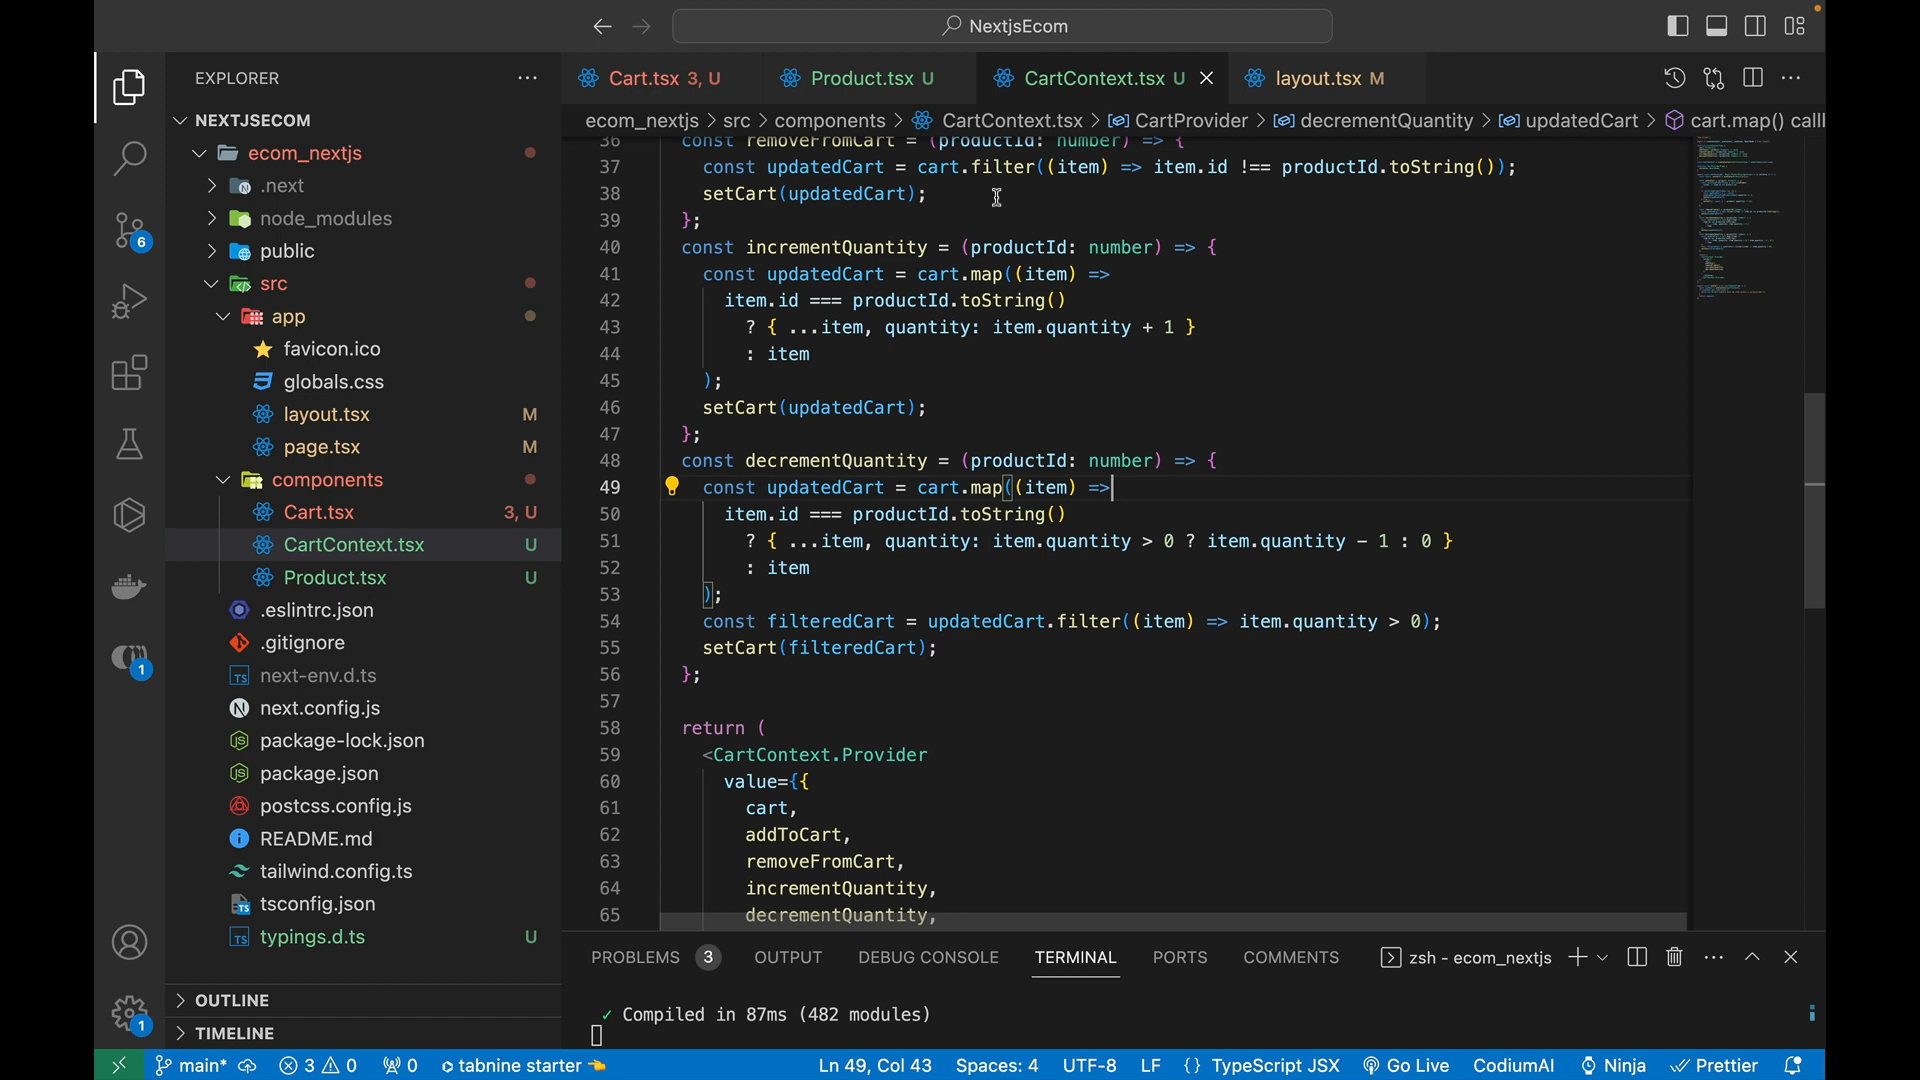 NextjsEcom
EXPLORER
Cart.tsx 3, U
Product.tsx U
CartContext.tsx U
layout.tsx M
ecom_nextjs > src > components > CartContext.tsx > CartProvider > decrementQuantity > updatedCart > cart.map() call
NEXTJSECOM
ecom_nextjs
.next
node_modules
public
src
app
favicon.ico
globals.css
layout.tsx M
page.tsx M
components
Cart.tsx 3, U
CartContext.tsx U
Product.tsx U
.eslintrc.json
.gitignore
next-env.d.ts
next.config.js
package-lock.json
package.json
postcss.config.js
README.md
tailwind.config.ts
tsconfig.json
typings.d.ts U
OUTLINE
TIMELINE
6
1
1
36 const removeFromCart = (productId: number) => {
37 const updatedCart = cart.filter((item) => item.id !== productId.toString());
38 setCart(updatedCart);
39 };
40 const incrementQuantity = (productId: number) => {
41 const updatedCart = cart.map((item) =>
42 item.id === productId.toString()
43 ? { ...item, quantity: item.quantity + 1 }
44 : item
45 );
46 setCart(updatedCart);
47 };
48 const decrementQuantity = (productId: number) => {
49 const updatedCart = cart.map((item) =>
50 item.id === productId.toString()
51 ? { ...item, quantity: item.quantity > 0 ? item.quantity - 1 : 0 }
52 : item
53 );
54 const filteredCart = updatedCart.filter((item) => item.quantity > 0);
55 setCart(filteredCart);
56 };
57
58 return (
59 <CartContext.Provider
60 value={{
61 cart,
62 addToCart,
63 removeFromCart,
64 incrementQuantity,
65 decrementQuantity,
PROBLEMS 3 OUTPUT DEBUG CONSOLE TERMINAL PORTS COMMENTS
zsh - ecom_nextjs
✓ Compiled in 87ms (482 modules)
main* 3 0 0 tabnine starter
Ln 49, Col 43 Spaces: 4 UTF-8 LF {} TypeScript JSX Go Live CodiumAI Ninja Prettier